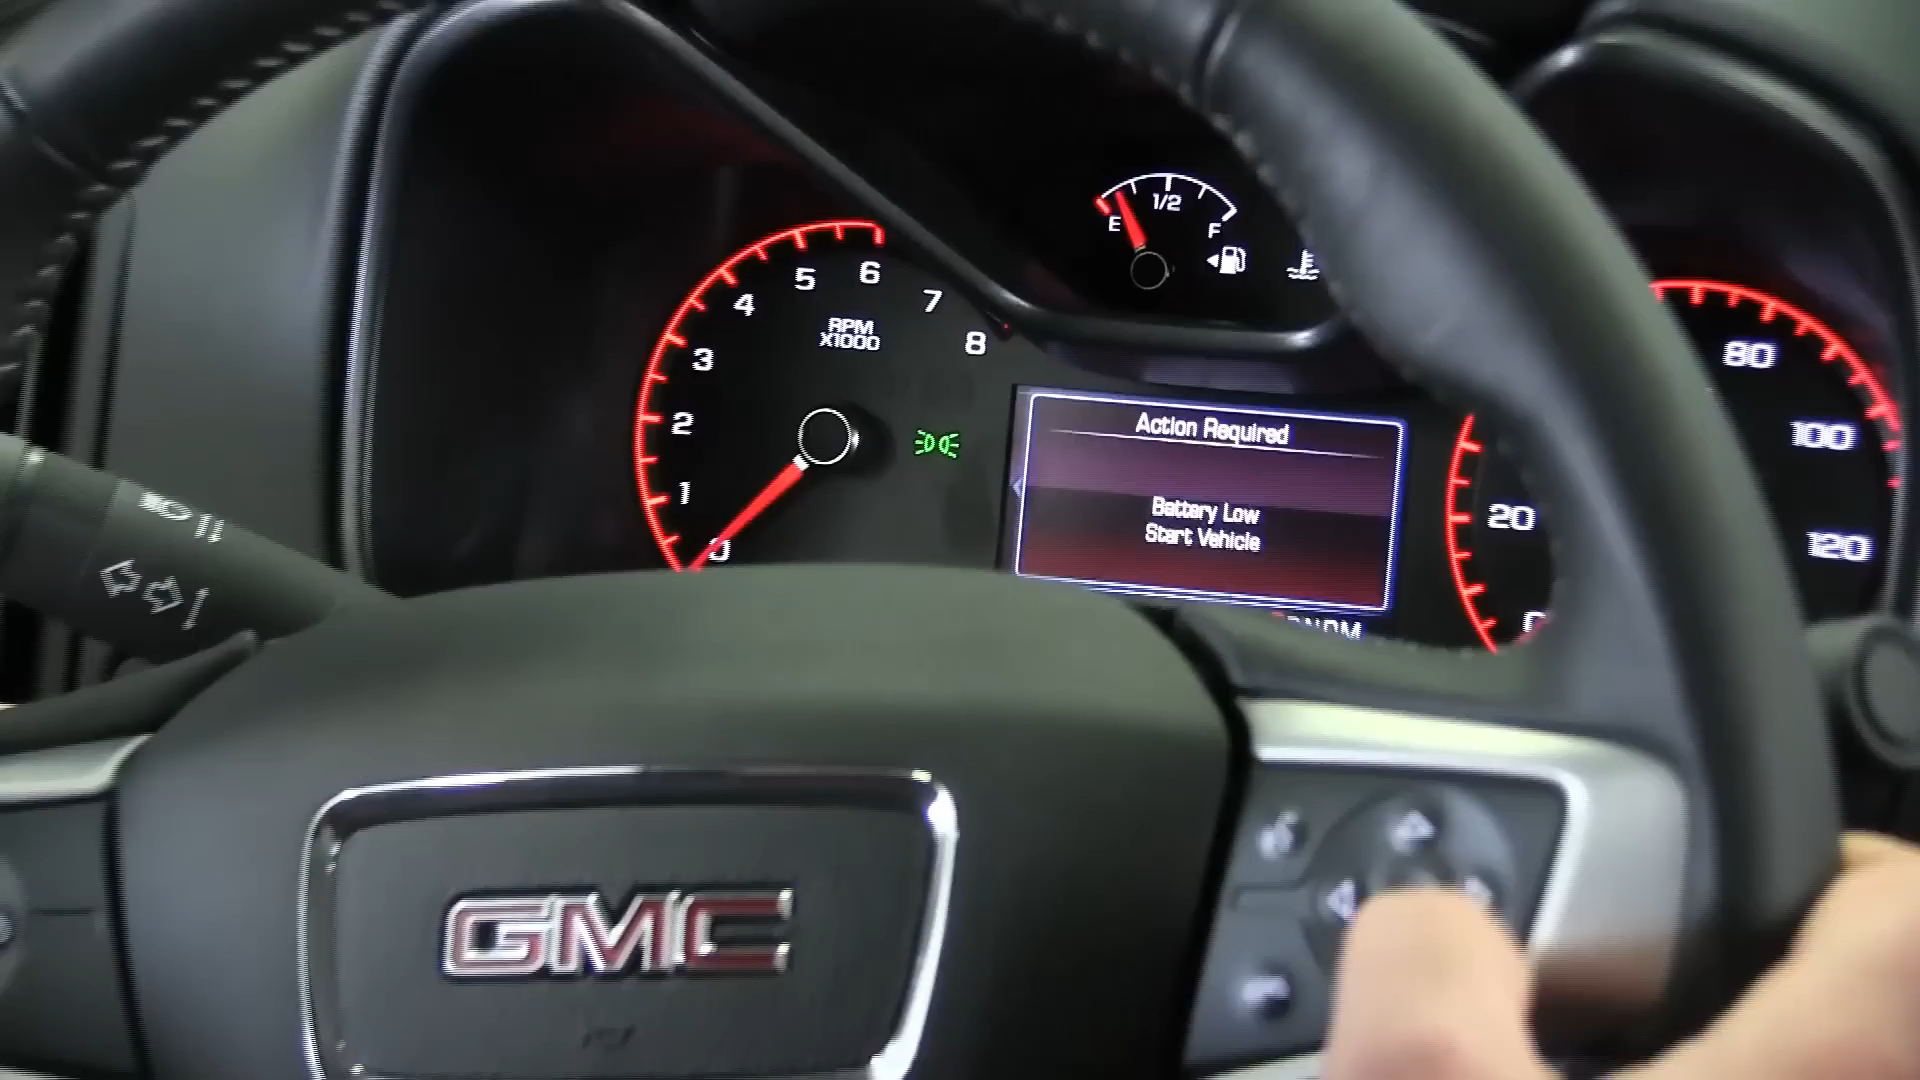 1/2
E
F
6
5
7
4
RPM
X1000
8
3
80
2
Action Required
100
1
Battery Low
Start Vehicle
20
0
120
GMC